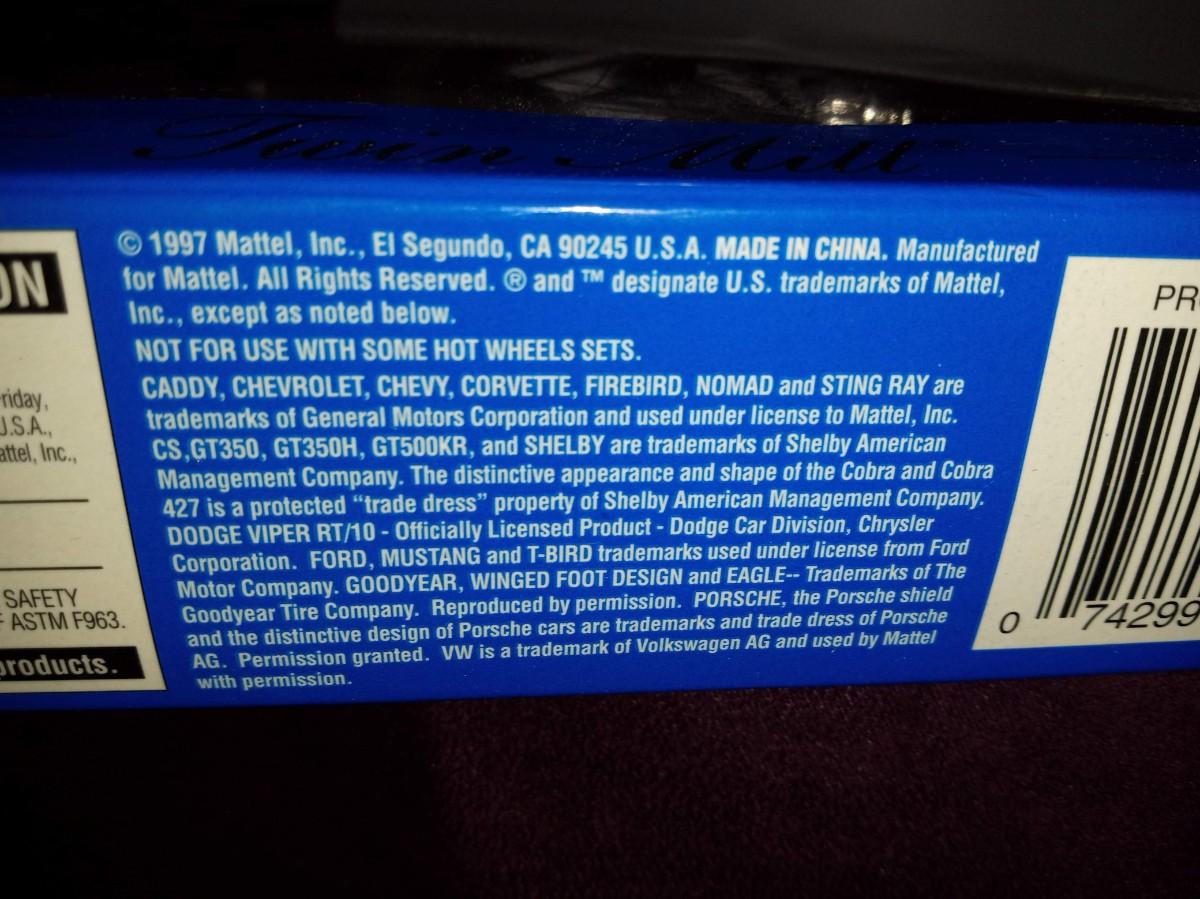 Twin Mill
ON
riday,
U.S.A.,
attel, Inc.,
SAFETY
F ASTM F963.
products.
© 1997 Mattel, Inc., El Segundo, CA 90245 U.S.A. MADE IN CHINA. Manufactured
for Mattel. All Rights Reserved. ® and ™ designate U.S. trademarks of Mattel,
Inc., except as noted below.
NOT FOR USE WITH SOME HOT WHEELS SETS.
CADDY, CHEVROLET, CHEVY, CORVETTE, FIREBIRD, NOMAD and STING RAY are
trademarks of General Motors Corporation and used under license to Mattel, Inc.
CS,GT350, GT350H, GT500KR, and SHELBY are trademarks of Shelby American
Management Company. The distinctive appearance and shape of the Cobra and Cobra
427 is a protected “trade dress” property of Shelby American Management Company.
DODGE VIPER RT/10 - Officially Licensed Product - Dodge Car Division, Chrysler
Corporation. FORD, MUSTANG and T-BIRD trademarks used under license from Ford
Motor Company. GOODYEAR, WINGED FOOT DESIGN and EAGLE-- Trademarks of The
Goodyear Tire Company. Reproduced by permission. PORSCHE, the Porsche shield
and the distinctive design of Porsche cars are trademarks and trade dress of Porsche
AG. Permission granted. VW is a trademark of Volkswagen AG and used by Mattel
with permission.
PR
0 74299